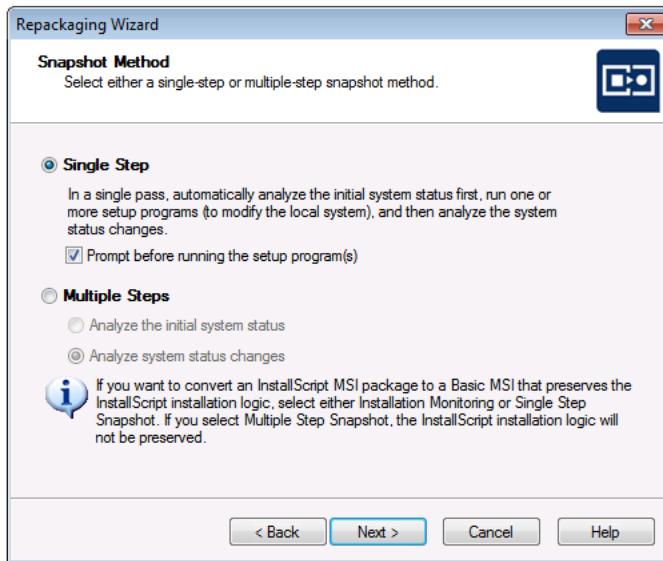 Repackaging Wizard
Snapshot Method
Select either a single-step or multiple-step snapshot method.
Single Step
In a single pass, automatically analyze the initial system status first, run one or
more setup programs (to modify the local system), and then analyze the system
status changes.
Prompt before running the setup program(s)
Multiple Steps
Analyze the initial system status
Analyze system status changes
If you want to convert an InstallScript MSI package to a Basic MSI that preserves the
InstallScript installation logic, select either Installation Monitoring or Single Step
Snapshot. If you select Multiple Step Snapshot, the InstallScript installation logic will
not be preserved.
< Back Next > Cancel Help